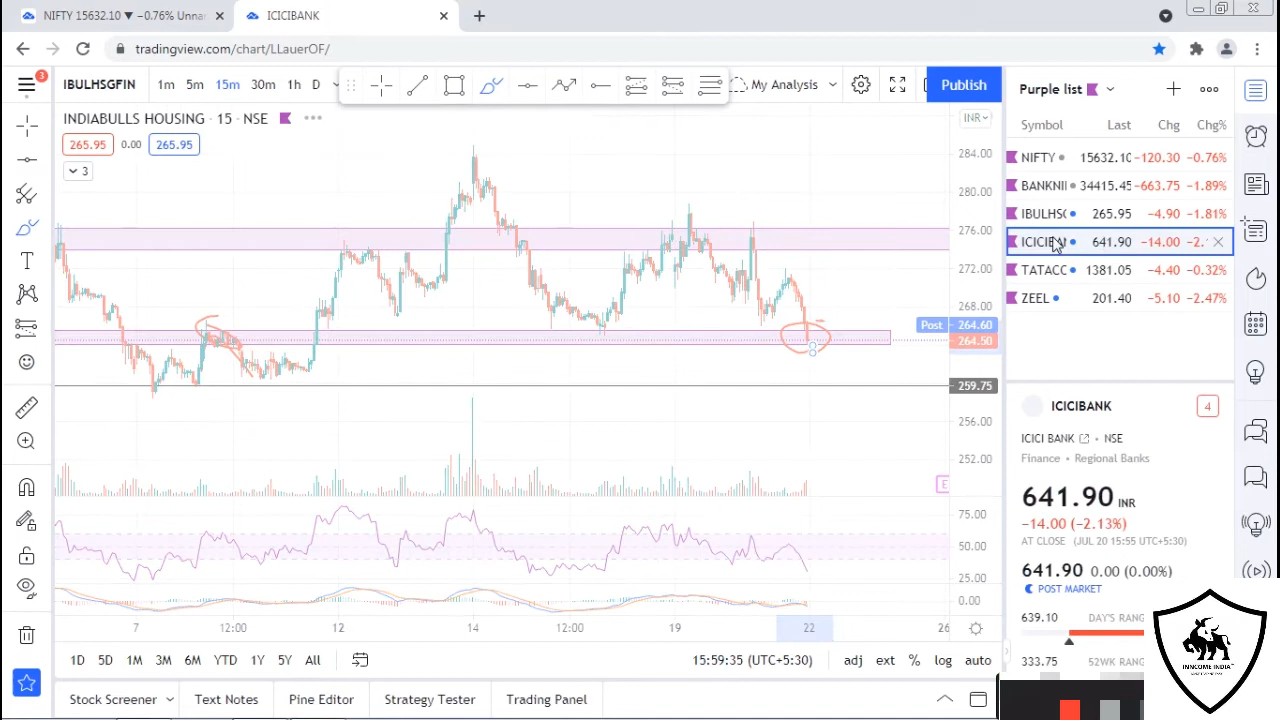 NIFTY 15632.10 ▼ −0.76% Unna
ICICIBANK
tradingview.com/chart/LLauerOF/
3
IBULHSGFIN 1m 5m 15m 30m 1h D My Analysis Publish
Purple list
INDIABULLS HOUSING · 15 · NSE
INR
265.95 0.00 265.95
3
284.00
280.00
276.00
272.00
268.00
Post 264.60
264.50
259.75
256.00
252.00
E
75.00
50.00
25.00
0.00
7 12:00 12 14 12:00 19 22 26
1D 5D 1M 3M 6M YTD 1Y 5Y All
15:59:35 (UTC+5:30) adj ext % log auto
Stock Screener Text Notes Pine Editor Strategy Tester Trading Panel
Symbol Last Chg Chg%
NIFTY 15632.10 −120.30 −0.76%
BANKNI 34415.45 −663.75 −1.89%
IBULHSG 265.95 −4.90 −1.81%
ICICIBAN 641.90 −14.00 −2.1
TATACO 1381.05 −4.40 −0.32%
ZEEL 201.40 −5.10 −2.47%
ICICIBANK 4
ICICI BANK · NSE
Finance · Regional Banks
641.90 INR
−14.00 (−2.13%)
AT CLOSE (JUL 20 15:55 UTC+5:30)
641.90 0.00 (0.00%)
POST MARKET
639.10 DAY'S RANG
333.75 52WK RANG
INNCOME INDIA